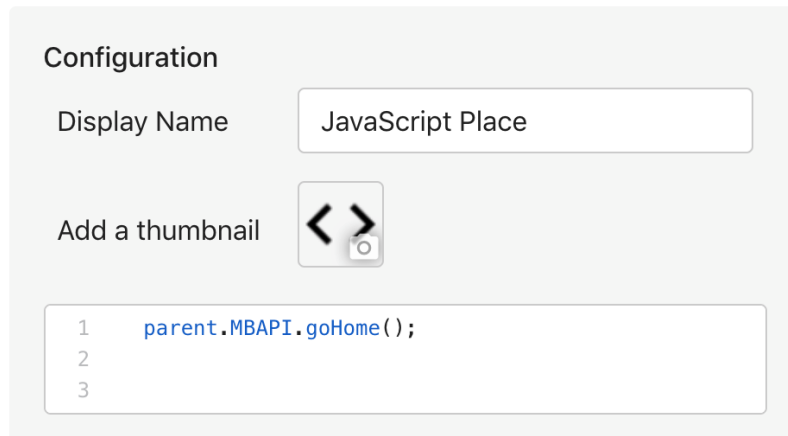 Configuration
Display Name
JavaScript Place
Add a thumbnail
1 parent.MBAPI.goHome();
2
3